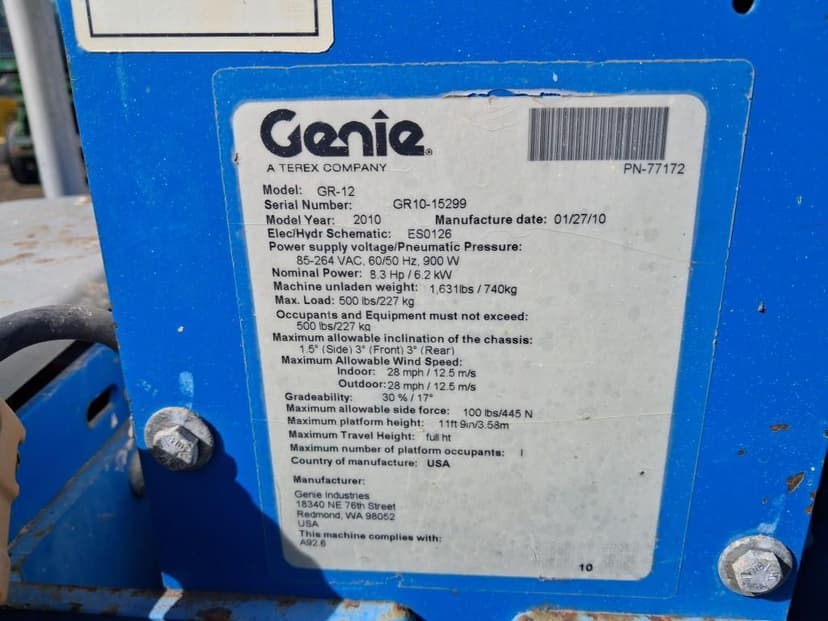 Genie®
A TEREX COMPANY
PN-77172
Model: GR-12
Serial Number: GR10-15299
Model Year: 2010 Manufacture date: 01/27/10
Elec/Hydr Schematic: ES0126
Power supply voltage/Pneumatic Pressure:
85-264 VAC, 60/50 Hz, 900 W
Nominal Power: 8.3 Hp / 6.2 kW
Machine unladen weight: 1,631lbs / 740kg
Max. Load: 500 lbs/227 kg
Occupants and Equipment must not exceed:
500 lbs/227 kg
Maximum allowable inclination of the chassis:
1.5° (Side) 3° (Front) 3° (Rear)
Maximum Allowable Wind Speed:
Indoor: 28 mph / 12.5 m/s
Outdoor: 28 mph / 12.5 m/s
Gradeability: 30 % / 17°
Maximum allowable side force: 100 lbs/445 N
Maximum platform height: 11ft 9in/3.58m
Maximum Travel Height: full ht
Maximum number of platform occupants: 1
Country of manufacture: USA
Manufacturer:
Genie Industries
18340 NE 76th Street
Redmond, WA 98052
USA
This machine complies with:
A92.6
10